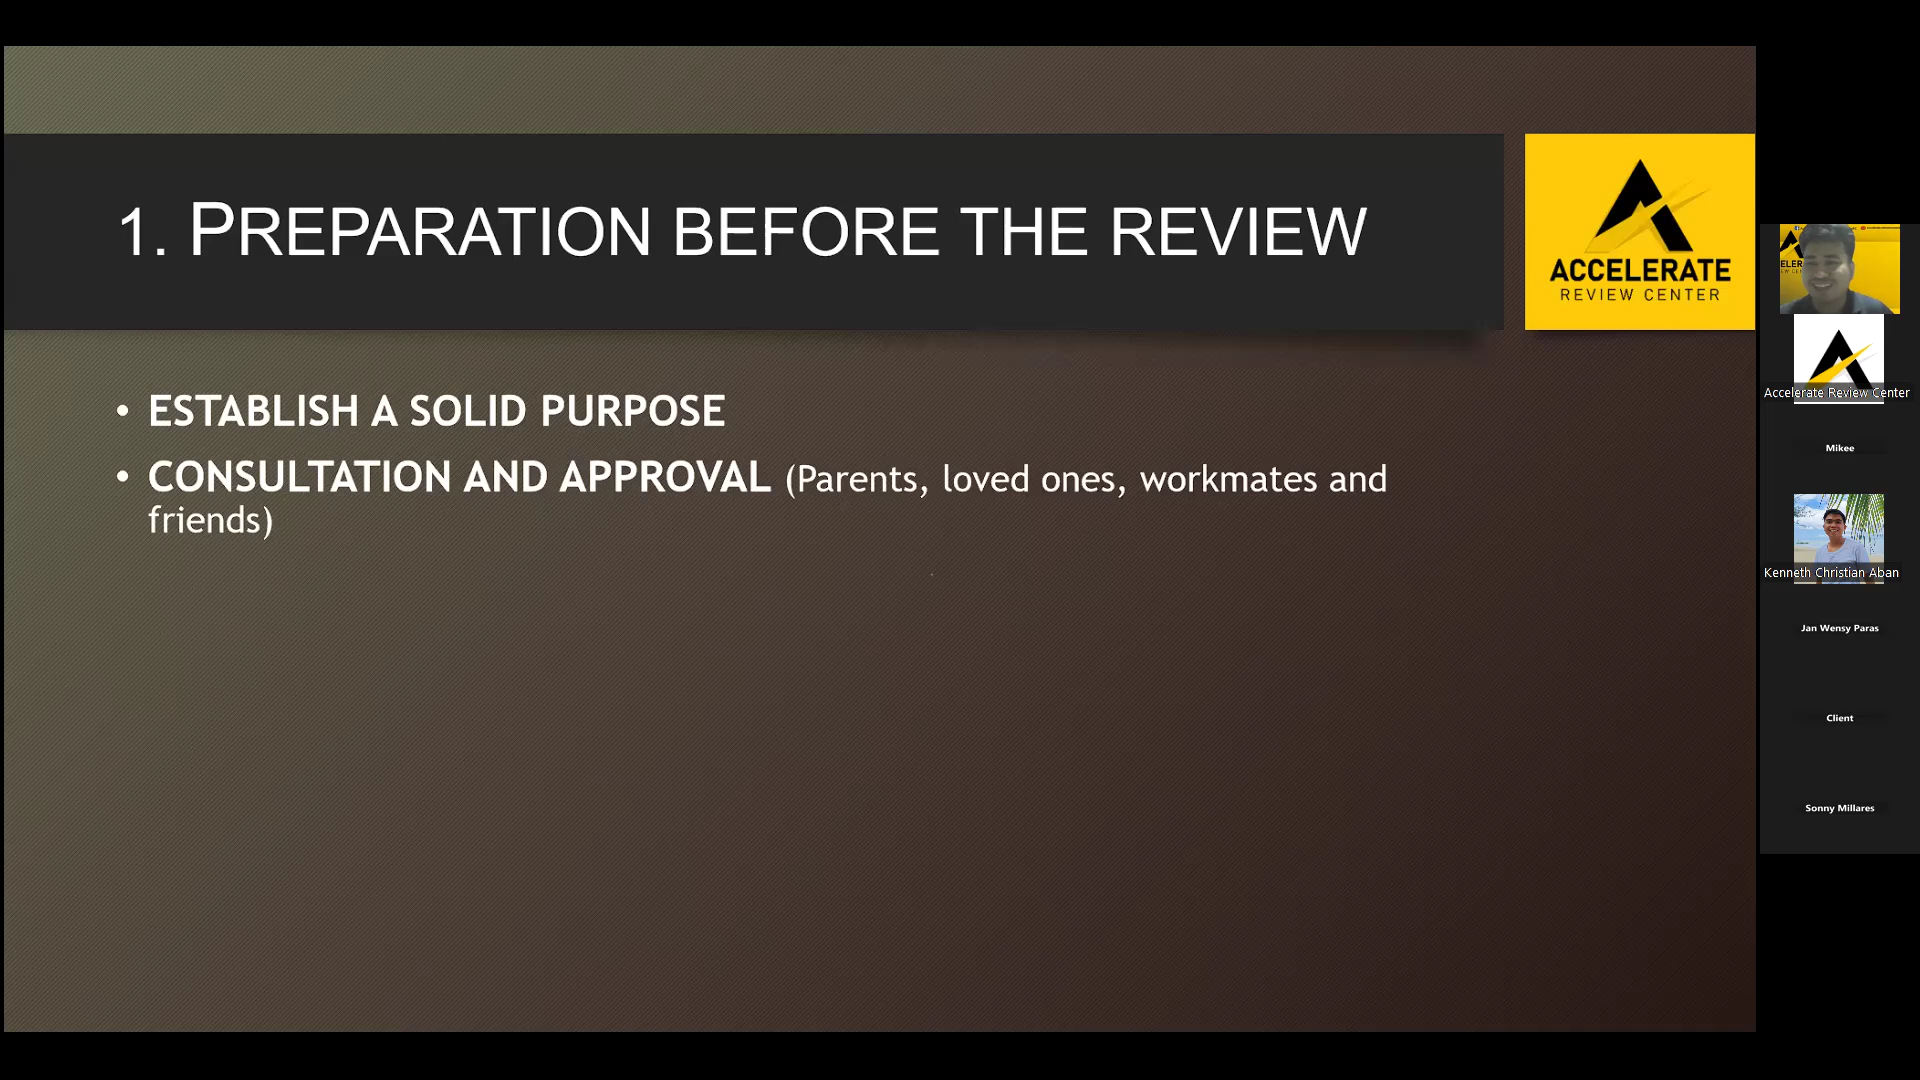 1. PREPARATION BEFORE THE REVIEW
ACCELERATE
REVIEW CENTER
• ESTABLISH A SOLID PURPOSE
• CONSULTATION AND APPROVAL (Parents, loved ones, workmates and
friends)
Accelerate Review Center
Mikee
Kenneth Christian Aban
Jan Wensy Paras
Client
Sonny Millares